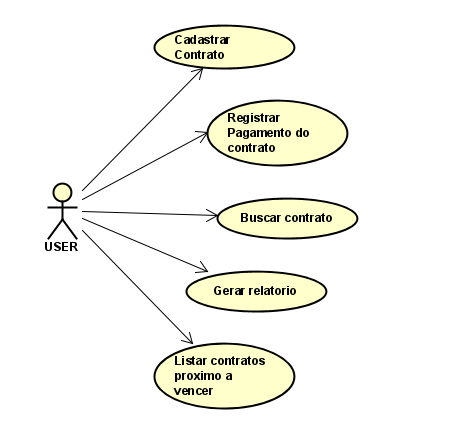 Cadastrar
Contrato
Registrar
Pagamento do
contrato
Buscar contrato
USER
Gerar relatorio
Listar contratos
proximo a
vencer